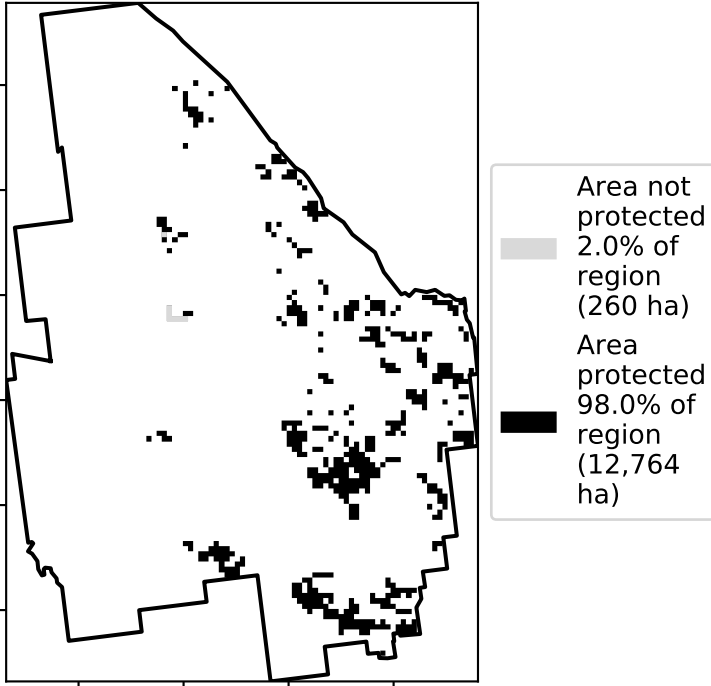 Area not
protected
2.0% of
region
(260 ha)
Area
protected
98.0% of
region
(12,764
ha)